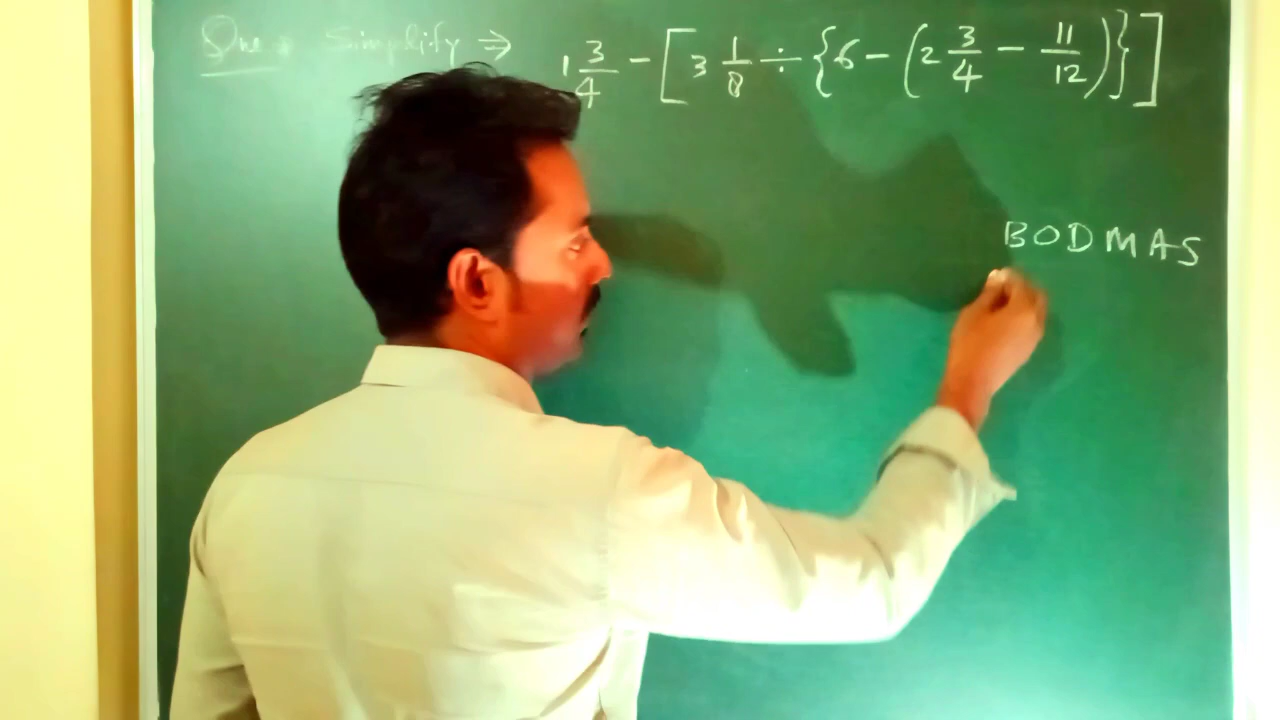 Que: Simplify ⇒ 1 3/4 - [3 1/8 ÷ {6 - (2 3/4 - 11/12)}]
BODMAS